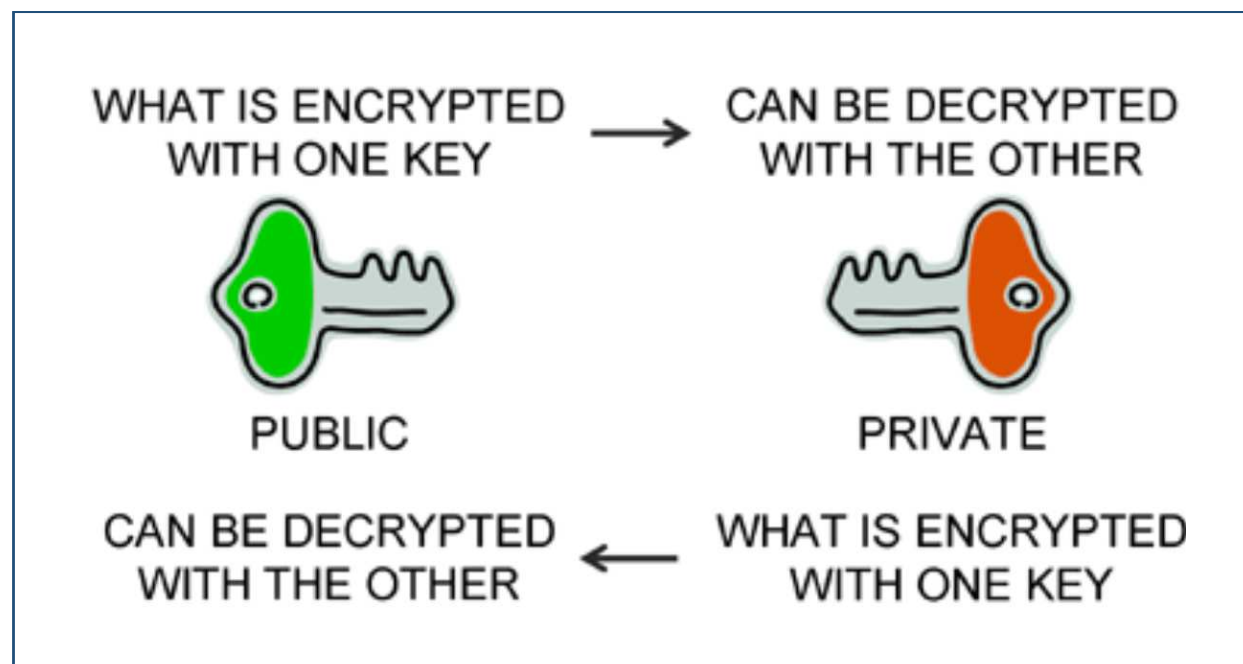 WHAT IS ENCRYPTED
WITH ONE KEY
CAN BE DECRYPTED
WITH THE OTHER
PUBLIC
PRIVATE
CAN BE DECRYPTED
WITH THE OTHER
WHAT IS ENCRYPTED
WITH ONE KEY